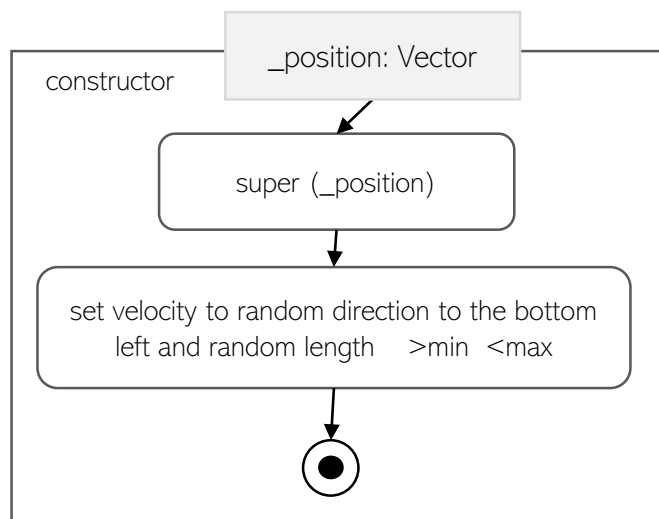 _position: Vector
constructor
super (_position)
set velocity to random direction to the bottom
left and random length >min <max